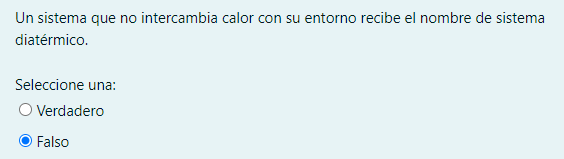 Un sistema que no intercambia calor con su entorno recibe el nombre de sistema
diatérmico.
Seleccione una:
Verdadero
Falso